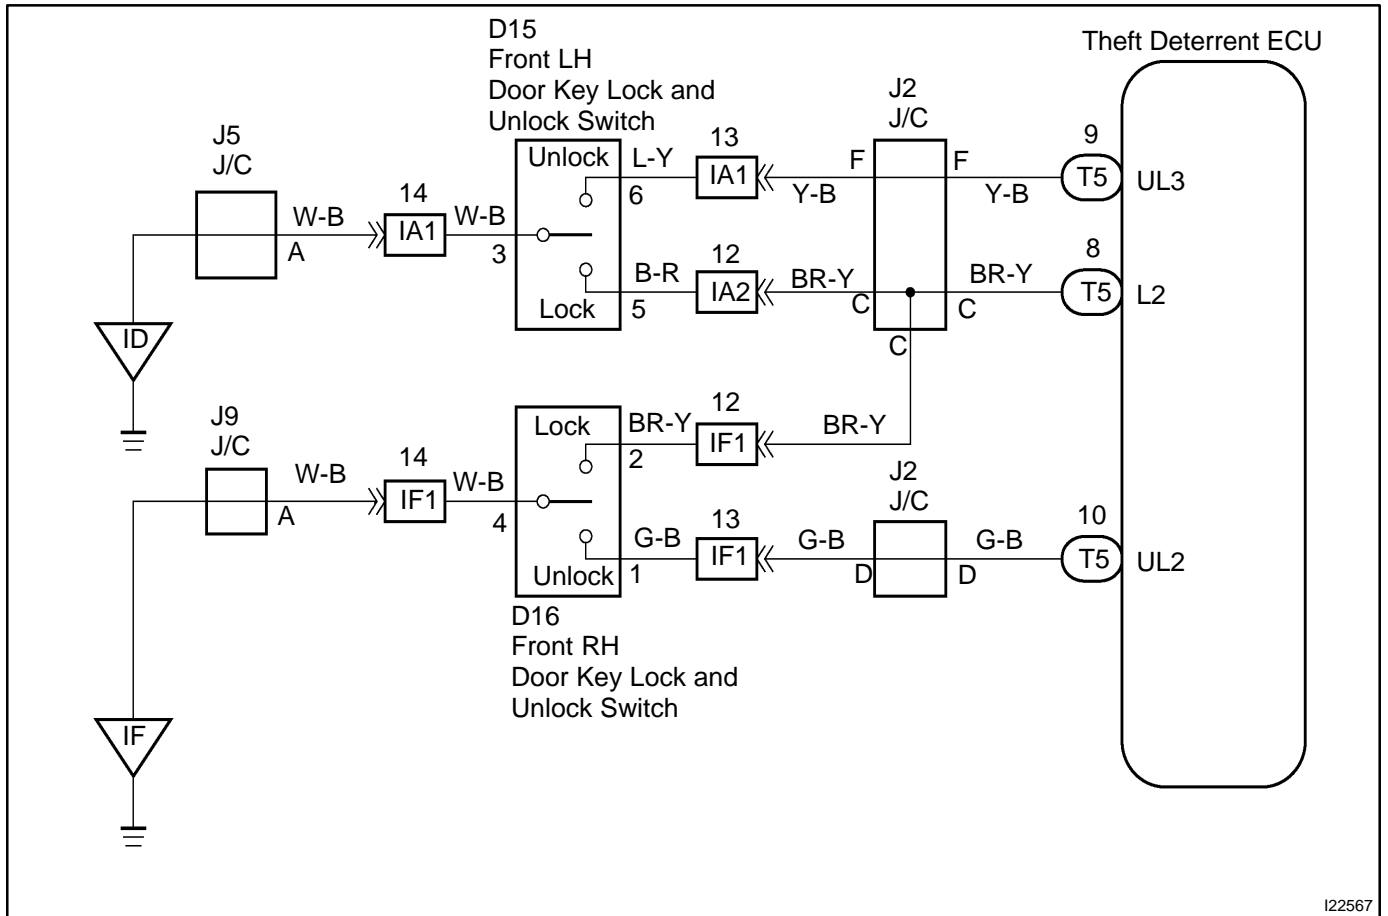 D15
Front LH
Door Key Lock and
Unlock Switch
Theft Deterrent ECU
J2
J/C
J5
J/C
Unlock
L-Y
13
IA1
F
F
9
T5
UL3
6
Y-B
Y-B
W-B
14
IA1
W-B
A
3
B-R
12
IA2
BR-Y
BR-Y
8
T5
L2
Lock
5
C
C
C
ID
J9
J/C
Lock
BR-Y
12
IF1
BR-Y
2
W-B
14
IF1
W-B
A
4
J2
J/C
G-B
13
IF1
G-B
G-B
10
T5
UL2
Unlock
1
D
D
D16
Front RH
Door Key Lock and
Unlock Switch
IF
I22567